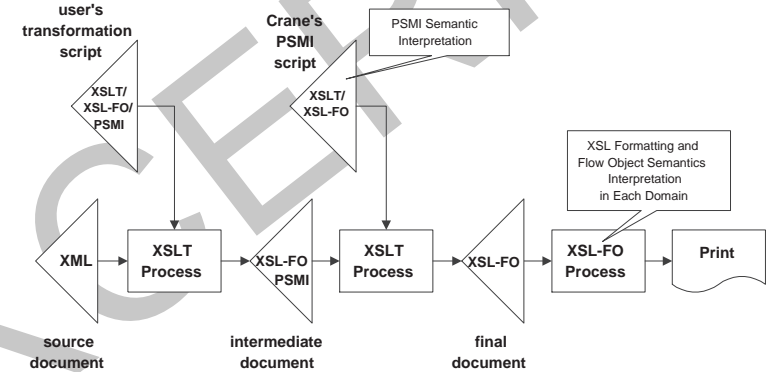 user's
transformation
script
Crane's
PSMI
script
PSMI Semantic
Interpretation
XSLT/
XSL-FO/
PSMI
XSLT/
XSL-FO
XSL Formatting and
Flow Object Semantics
Interpretation
in Each Domain
XML
XSLT
Process
XSL-FO
PSMI
XSLT
Process
XSL-FO
XSL-FO
Process
Print
source
document
intermediate
document
final
document